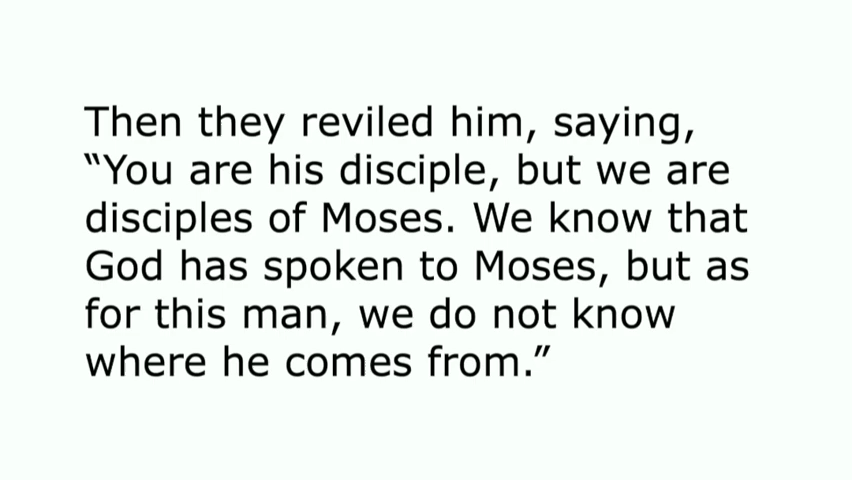 Then they reviled him, saying,
“You are his disciple, but we are
disciples of Moses. We know that
God has spoken to Moses, but as
for this man, we do not know
where he comes from.”